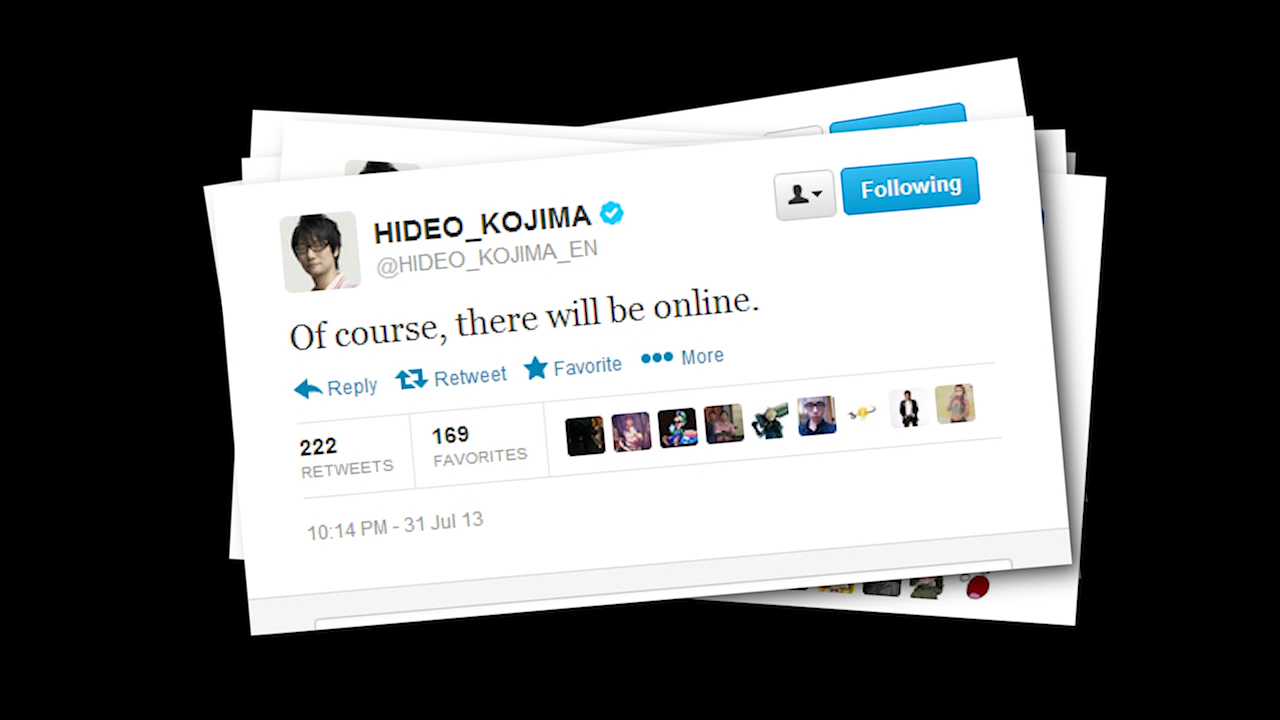 HIDEO_KOJIMA
Following
@HIDEO_KOJIMA_EN
Of course, there will be online.
Reply Retweet Favorite More
222 RETWEETS
169 FAVORITES
10:14 PM - 31 Jul 13